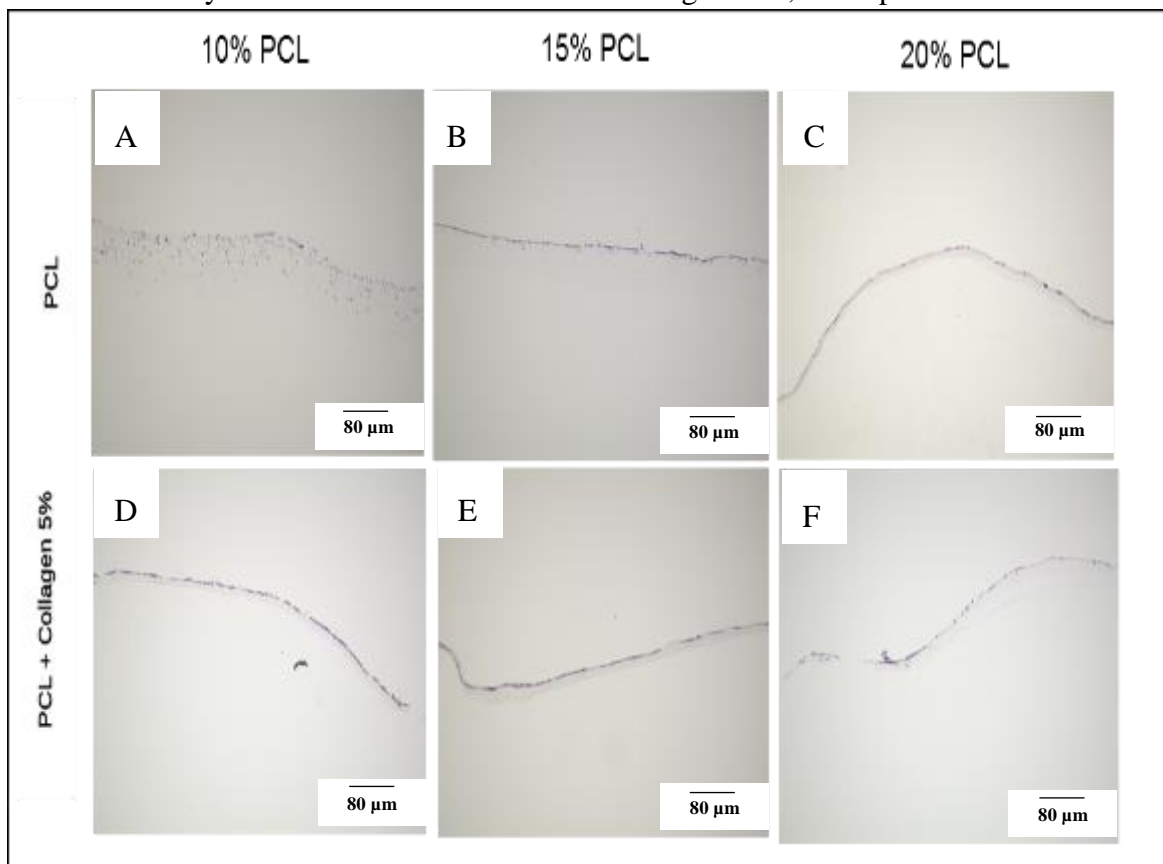 10% PCL 15% PCL 20% PCL
PCL
A
B
C
80 µm
80 µm
80 µm
PCL + Collagen 5%
D
E
F
80 µm
80 µm
80 µm